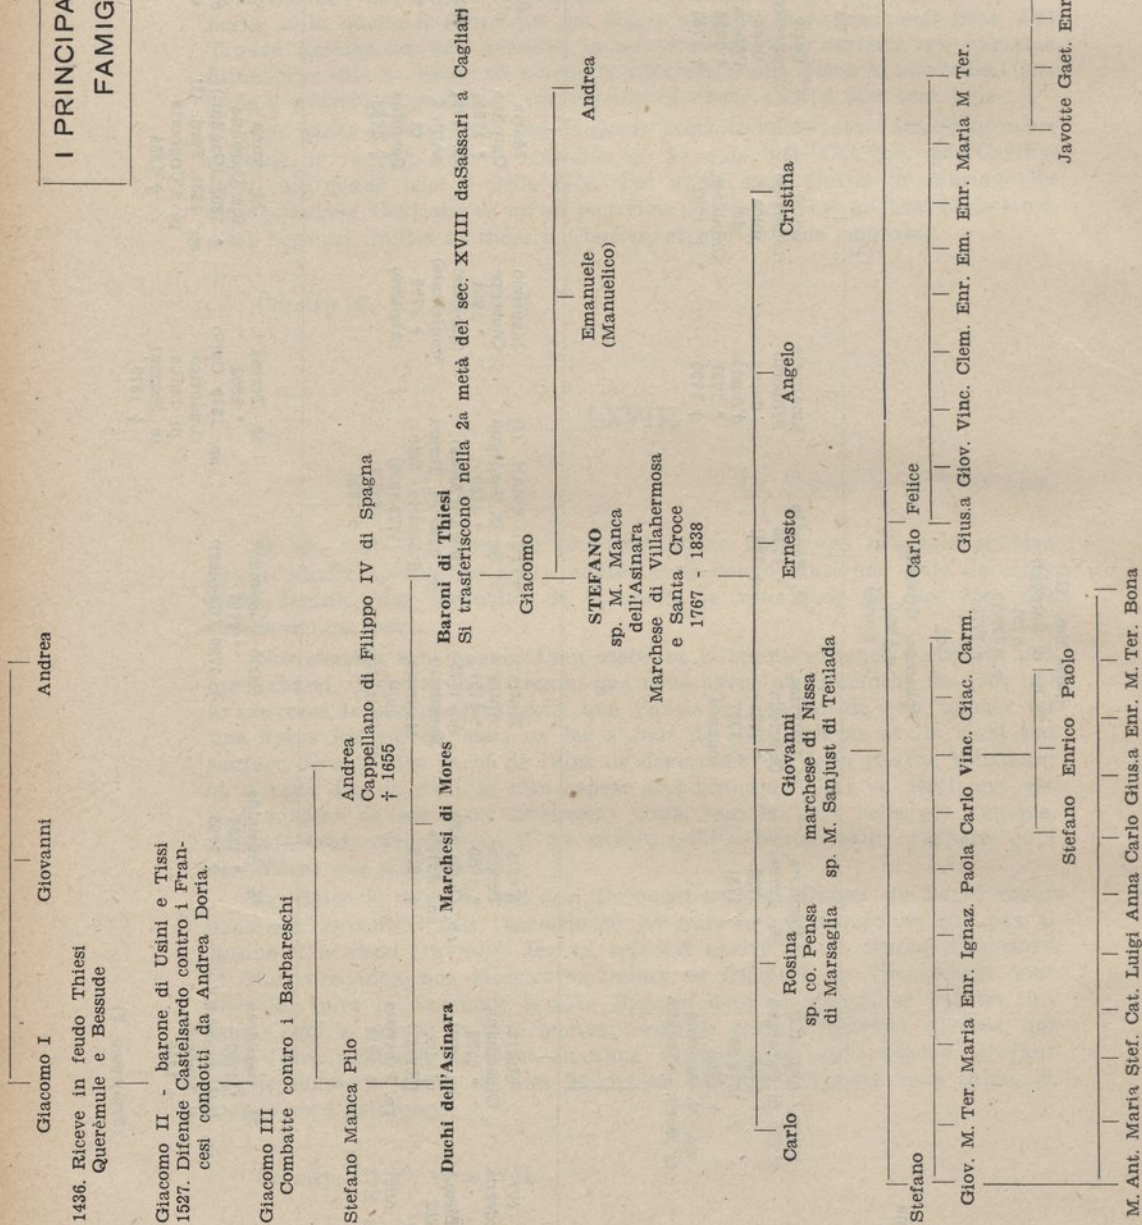 I PRINCIPA
FAMIG
Giacomo I Giovanni Andrea
1436. Riceve in feudo Thiesi
Querèmule e Bessude
Giacomo II - barone di Usini e Tissi
1527. Difende Castelsardo contro i Fran-
cesi condotti da Andrea Doria.
Giacomo III
Combatte contro i Barbareschi
Stefano Manca Pilo
Andrea
Cappellano di Filippo IV di Spagna
† 1655
Duchi dell'Asinara Marchesi di Mores Baroni di Thiesi
Si trasferiscono nella 2a metà del sec. XVIII daSassari a Cagliari
Giacomo
STEFANO
sp. M. Manca
dell'Asinara
Marchese di Villahermosa
e Santa Croce
1767 - 1838
Emanuele
(Manuelico)
Andrea
Carlo
Rosina
sp. co. Pensa
di Marsaglia
Giovanni
marchese di Nissa
sp. M. Sanjust di Teulada
Ernesto
Angelo
Cristina
Stefano Carlo Felice
Giov. M. Ter. Maria Enr. Ignaz. Paola Carlo Vinc. Giac. Carm.
Gius.a Giov. Vinc. Clem. Enr. Em. Enr. Maria M Ter.
Stefano Enrico Paolo
Javotte Gaet. Enr
M. Ant. Maria Stef. Cat. Luigi Anna Carlo Gius.a Enr. M. Ter. Bona